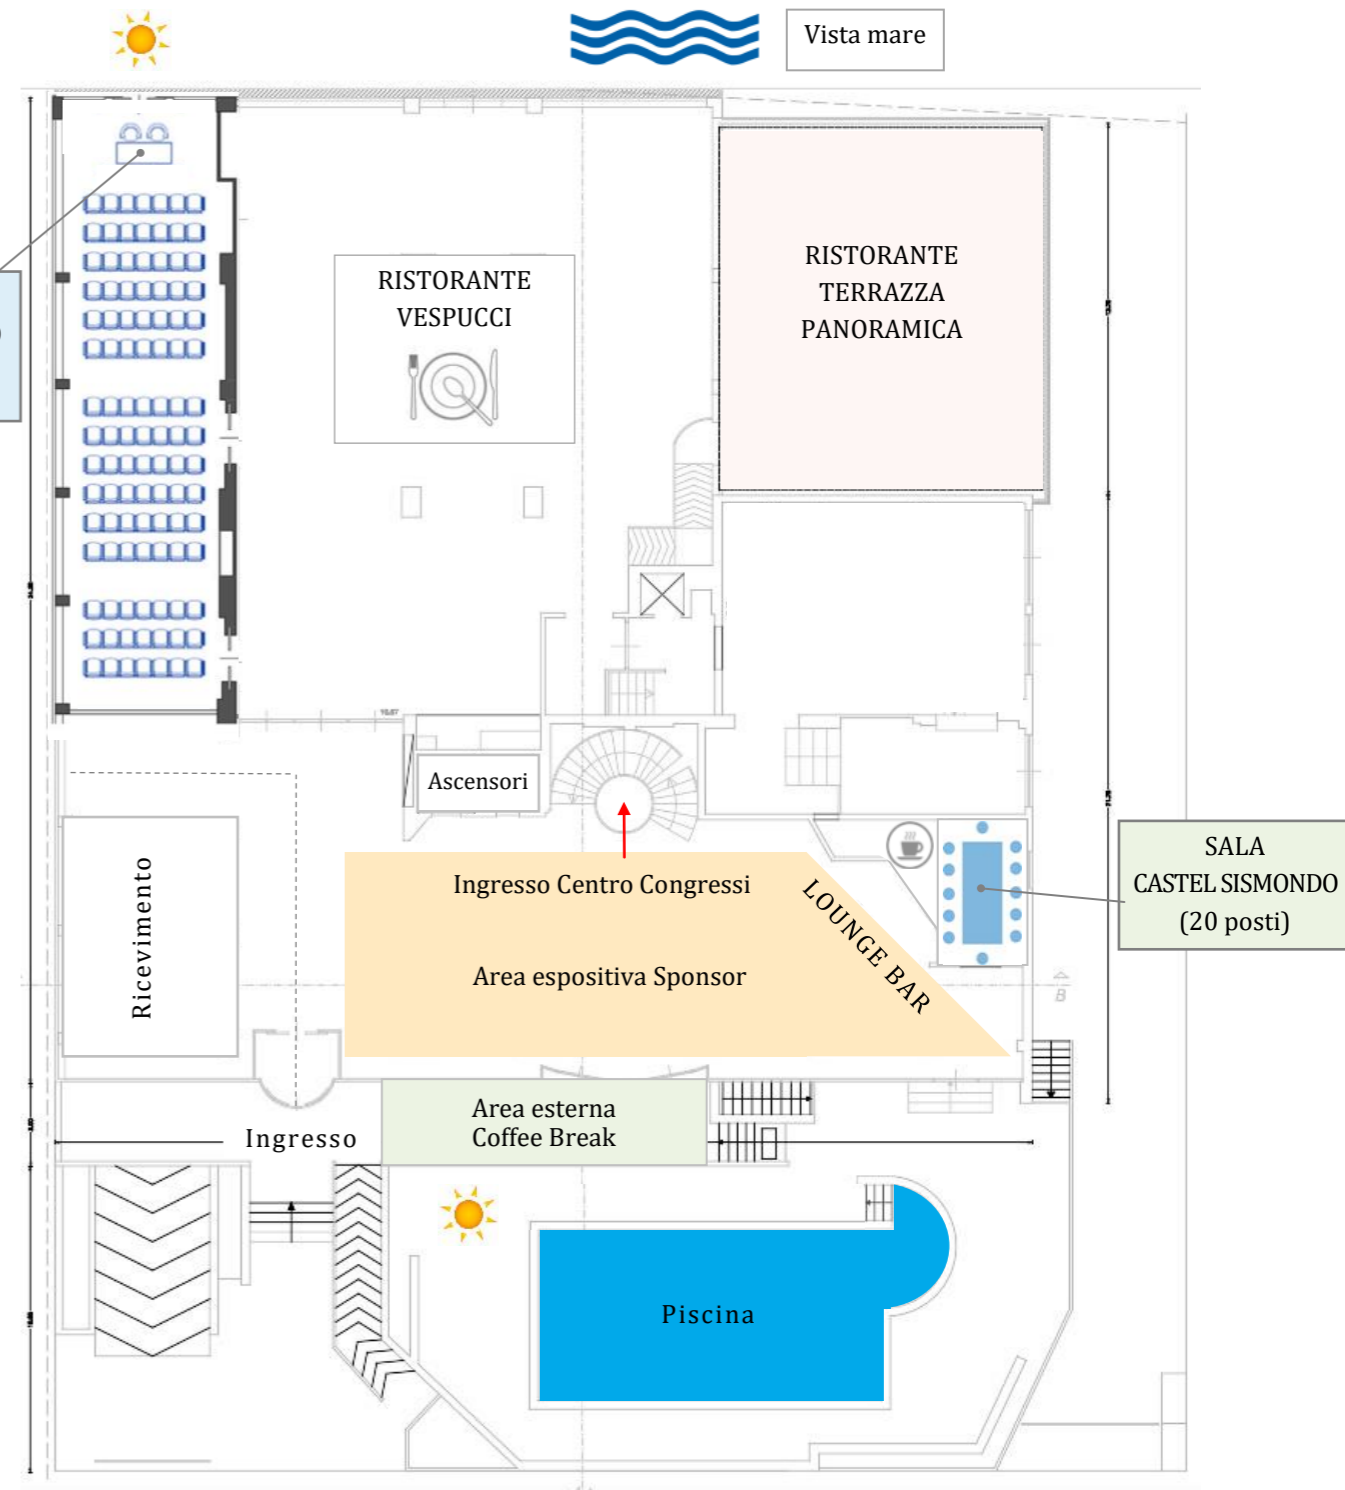 Vista mare
RISTORANTE
VESPUCCI
RISTORANTE
TERRAZZA
PANORAMICA
)
Ascensori
SALA
CASTEL SISMONDO
(20 posti)
Ingresso Centro Congressi
LOUNGE BAR
Area espositiva Sponsor
Ricevimento
B
Area esterna
Coffee Break
Ingresso
Piscina